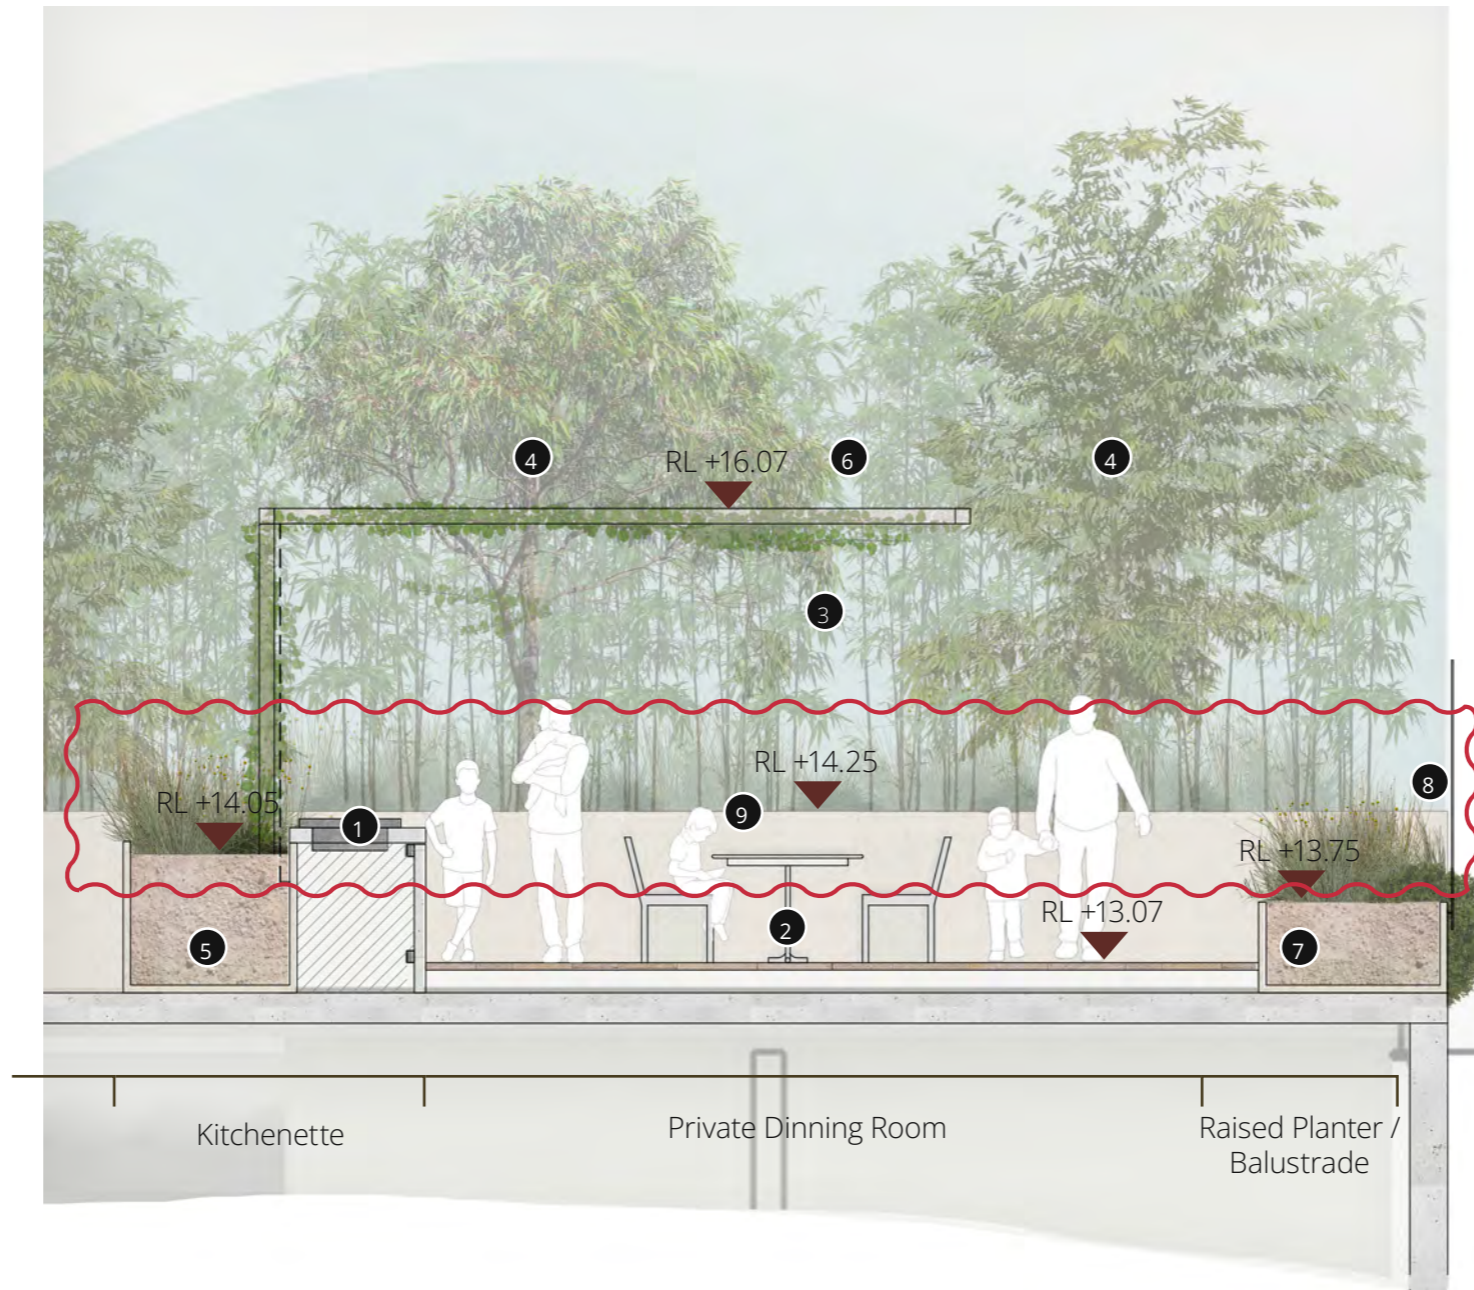 4
RL +16.07
6
4
3
RL +14.25
8
RL +14.05
1
9
RL +13.75
RL +13.07
5
2
7
Kitchenette
Private Dinning Room
Raised Planter /
Balustrade